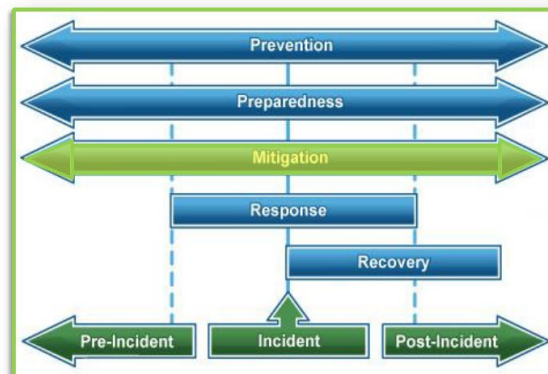 Prevention
Preparedness
Mitigation
Response
Recovery
Pre-Incident
Incident
Post-Incident